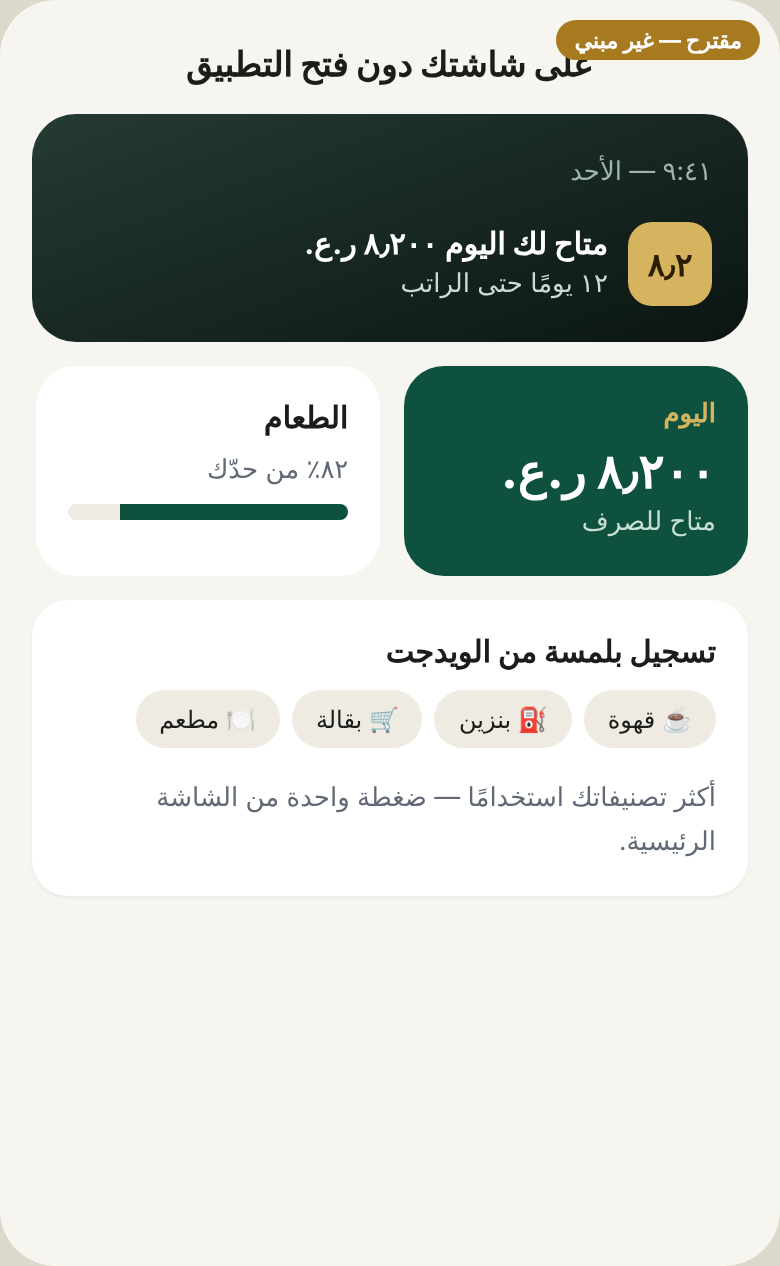 مقترح — غير مبني
على شاشتك دون فتح التطبيق
٩:٤١ — الأحد
٨٫٢
متاح لك اليوم ٨٫٢٠٠ ر.ع.
١٢ يومًا حتى الراتب
اليوم
٨٫٢٠٠ ر.ع.
متاح للصرف
الطعام
٨٢٪ من حدّك
تسجيل بلمسة من الويدجت
☕ قهوة ⛽ بنزين 🛒 بقالة 🍽️ مطعم
أكثر تصنيفاتك استخدامًا — ضغطة واحدة من الشاشة
الرئيسية.